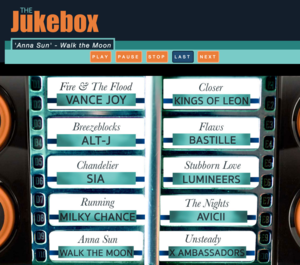 THE
Jukebox
'Anna Sun' - Walk the Moon
PLAY PAUSE STOP LAST NEXT
Fire & The Flood
VANCE JOY
Closer
KINGS OF LEON
Breezeblocks
ALT-J
Flaws
BASTILLE
Chandelier
SIA
Stubborn Love
LUMINEERS
Running
MILKY CHANCE
The Nights
AVICII
Anna Sun
WALK THE MOON
Unsteady
X AMBASSADORS